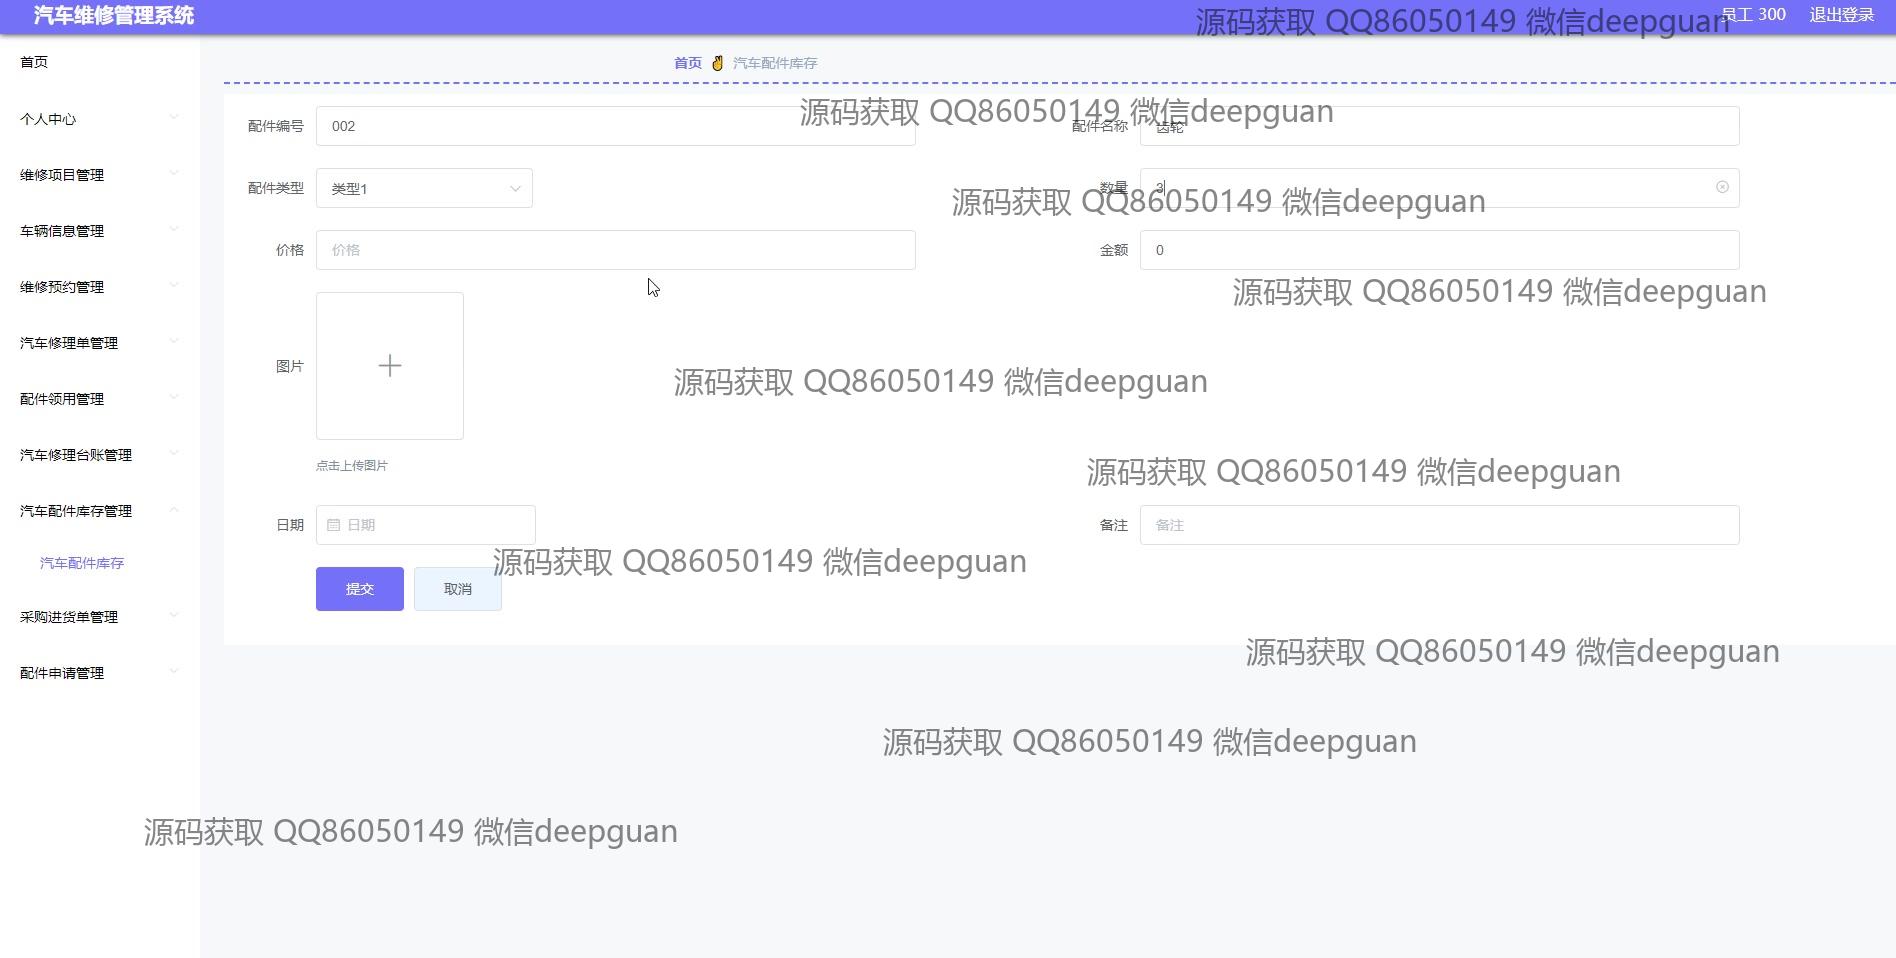 汽车维修管理系统
员工 300 退出登录
源码获取 QQ86050149 微信deepguan
首页
首页 汽车配件库存
源码获取 QQ86050149 微信deepguan
个人中心
配件编号 002
配件名称 齿轮
维修项目管理
配件类型 类型1
数量 3
源码获取 QQ86050149 微信deepguan
车辆信息管理
价格 价格
金额 0
维修预约管理
源码获取 QQ86050149 微信deepguan
汽车修理单管理
图片
源码获取 QQ86050149 微信deepguan
配件领用管理
汽车修理台账管理
点击上传图片
源码获取 QQ86050149 微信deepguan
汽车配件库存管理
日期 日期
备注 备注
汽车配件库存
源码获取 QQ86050149 微信deepguan
提交 取消
采购进货单管理
源码获取 QQ86050149 微信deepguan
配件申请管理
源码获取 QQ86050149 微信deepguan
源码获取 QQ86050149 微信deepguan